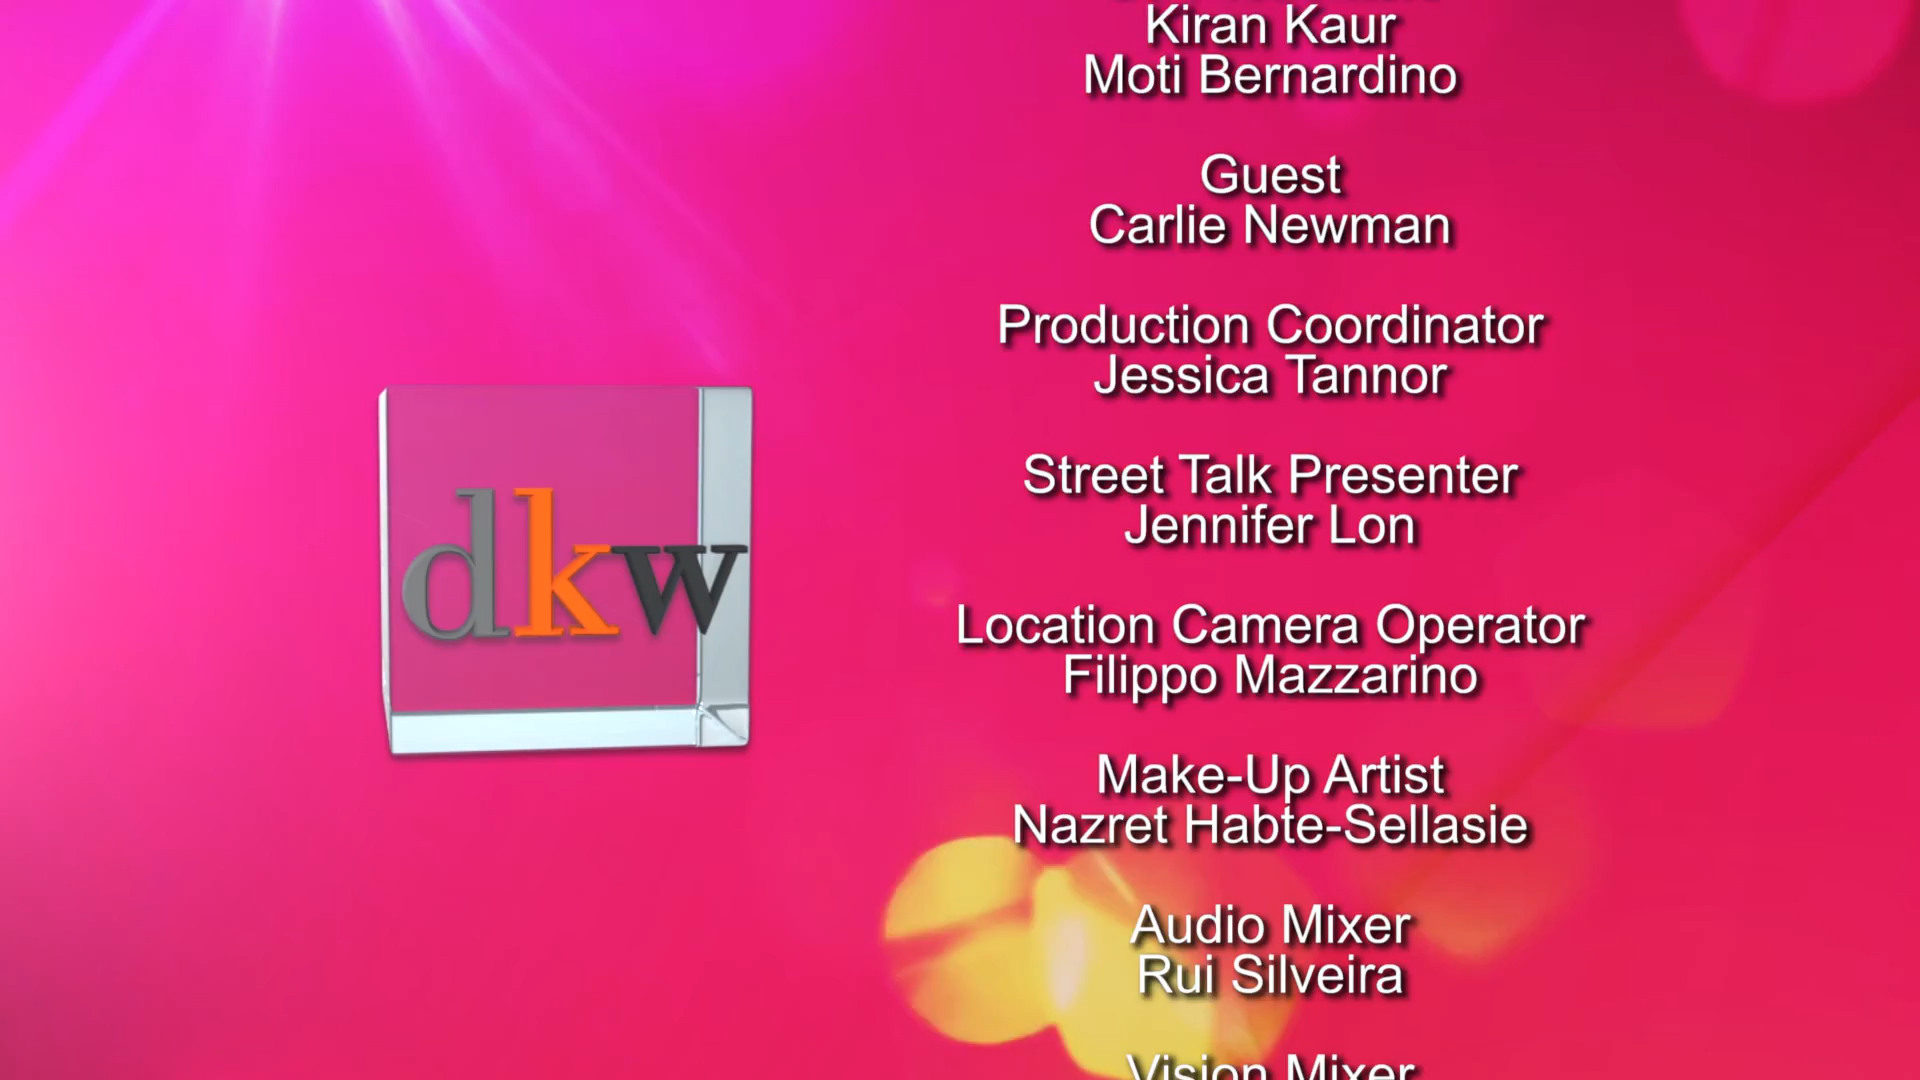 Kiran Kaur
Moti Bernardino
Guest
Carlie Newman
Production Coordinator
Jessica Tannor
Street Talk Presenter
Jennifer Lon
dkw
Location Camera Operator
Filippo Mazzarino
Make-Up Artist
Nazret Habte-Sellasie
Audio Mixer
Rui Silveira
Vision Mixer